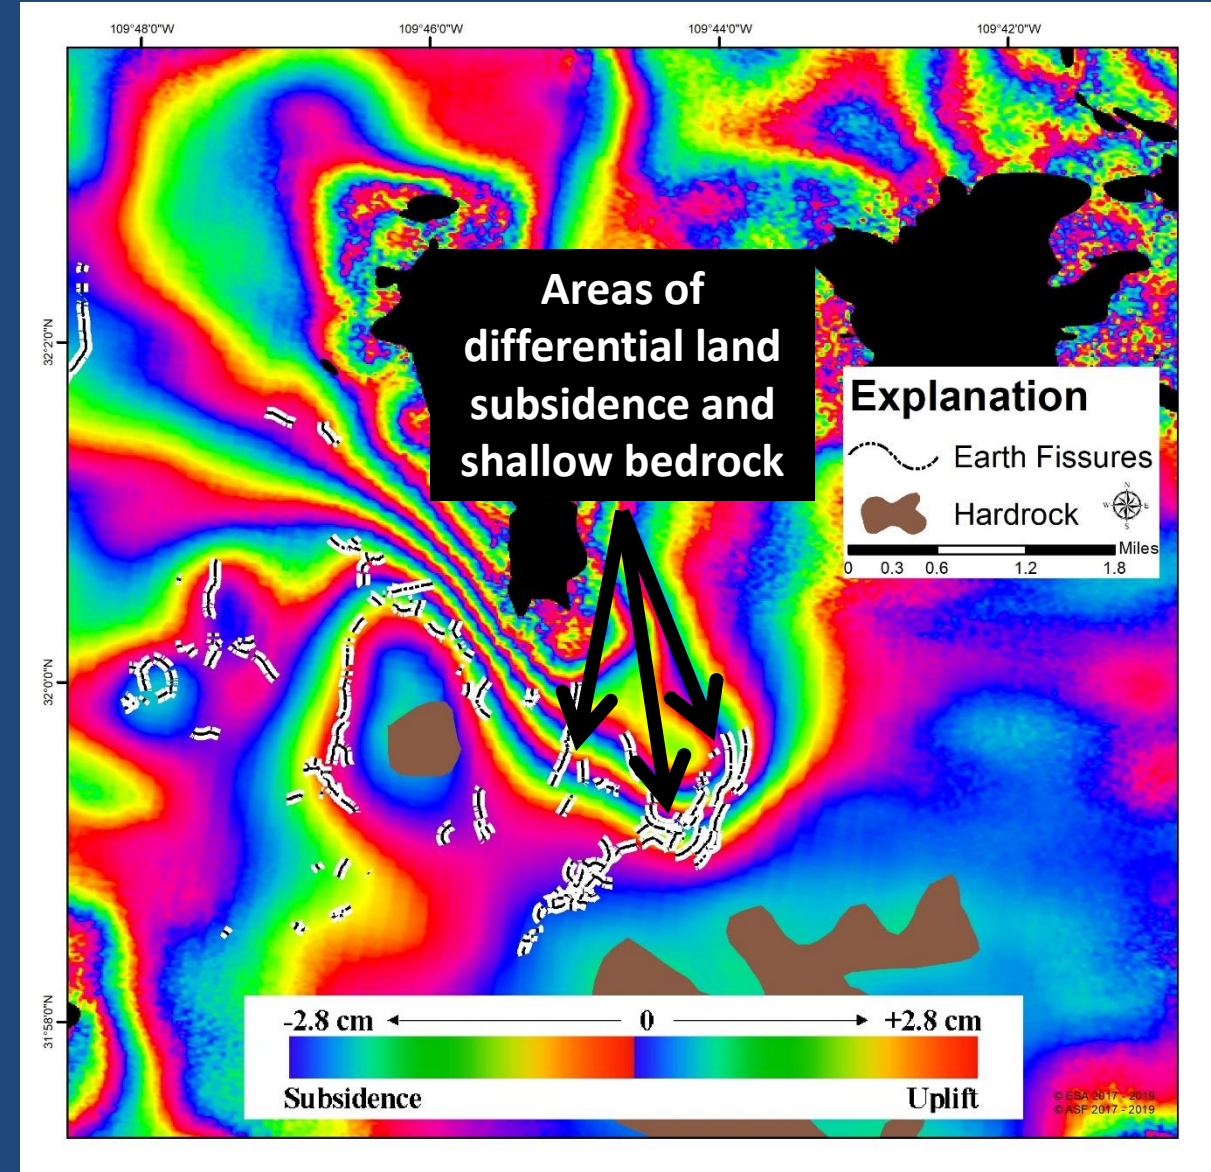 109°48'0"W
109°46'0"W
109°44'0"W
109°42'0"W
32°2'0"N
32°0'0"N
31°58'0"N
Areas of
differential land
subsidence and
shallow bedrock
Explanation
Earth Fissures
Hardrock
N
W E
S
Miles
0 0.3 0.6 1.2 1.8
-2.8 cm 0 +2.8 cm
Subsidence Uplift
© ESA 2017 - 2019
© ASF 2017 - 2019